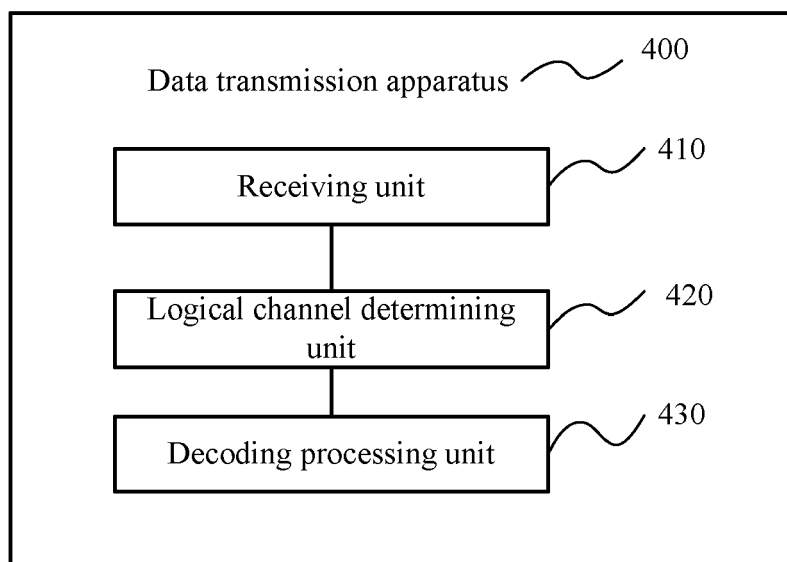 Data transmission apparatus 400
Receiving unit 410
Logical channel determining 420
unit
Decoding processing unit 430